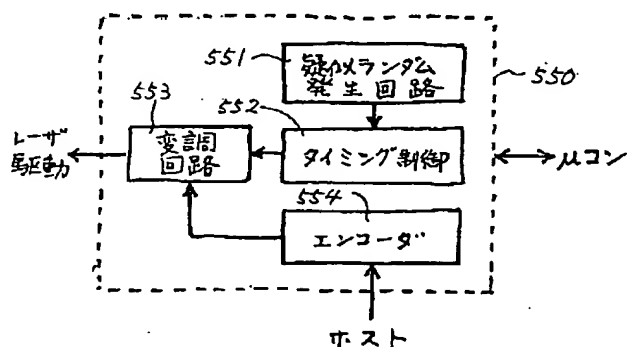 551
疑似ランダム
発生回路
550
553
552
レーザ
駆動
変調
回路
タイミング制御
μコン
554
エンコーダ
ホスト